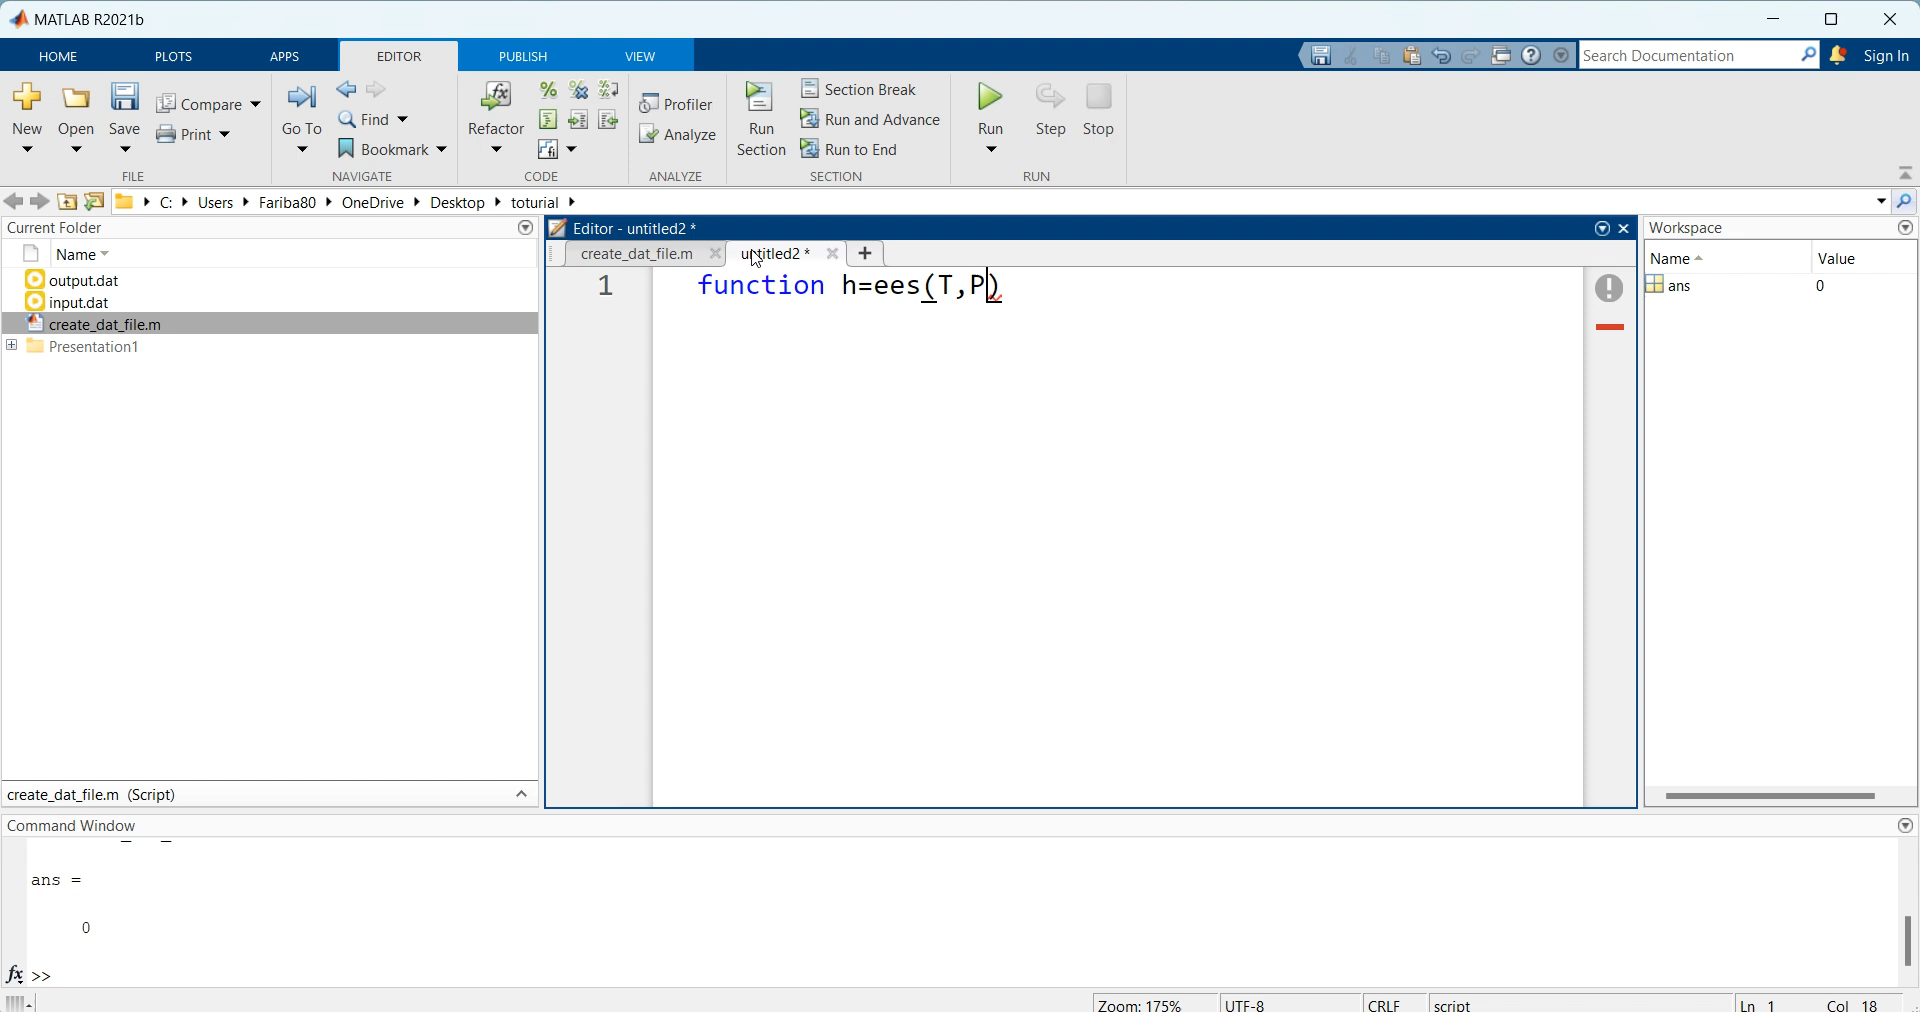 MATLAB R2021b
HOME PLOTS APPS EDITOR PUBLISH VIEW Search Documentation Sign In
New Open Save Compare Print
FILE
Go To Find Bookmark
NAVIGATE
Refactor
CODE
Profiler
Analyze
ANALYZE
Run Section
Section Break
Run and Advance
Run to End
SECTION
Run Step Stop
RUN
C: Users Fariba80 OneDrive Desktop toturial
Current Folder
Name
output.dat
input.dat
create_dat_file.m
Presentation1
create_dat_file.m (Script)
Editor - untitled2 *
create_dat_file.m untitled2 * +
1 function h=ees(T,P)
Workspace
Name Value
ans 0
Command Window
ans =
0
fx >>
Zoom: 175% UTF-8 CRLF script Ln 1 Col 18